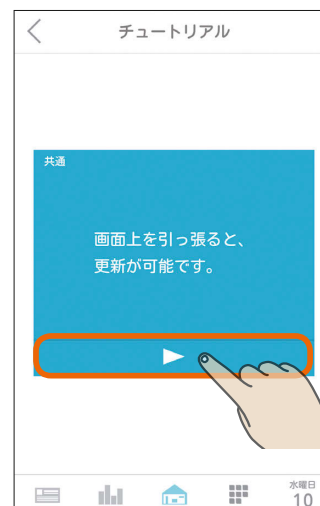 チュートリアル
共通
画面上を引っ張ると、
更新が可能です。
水曜日
10